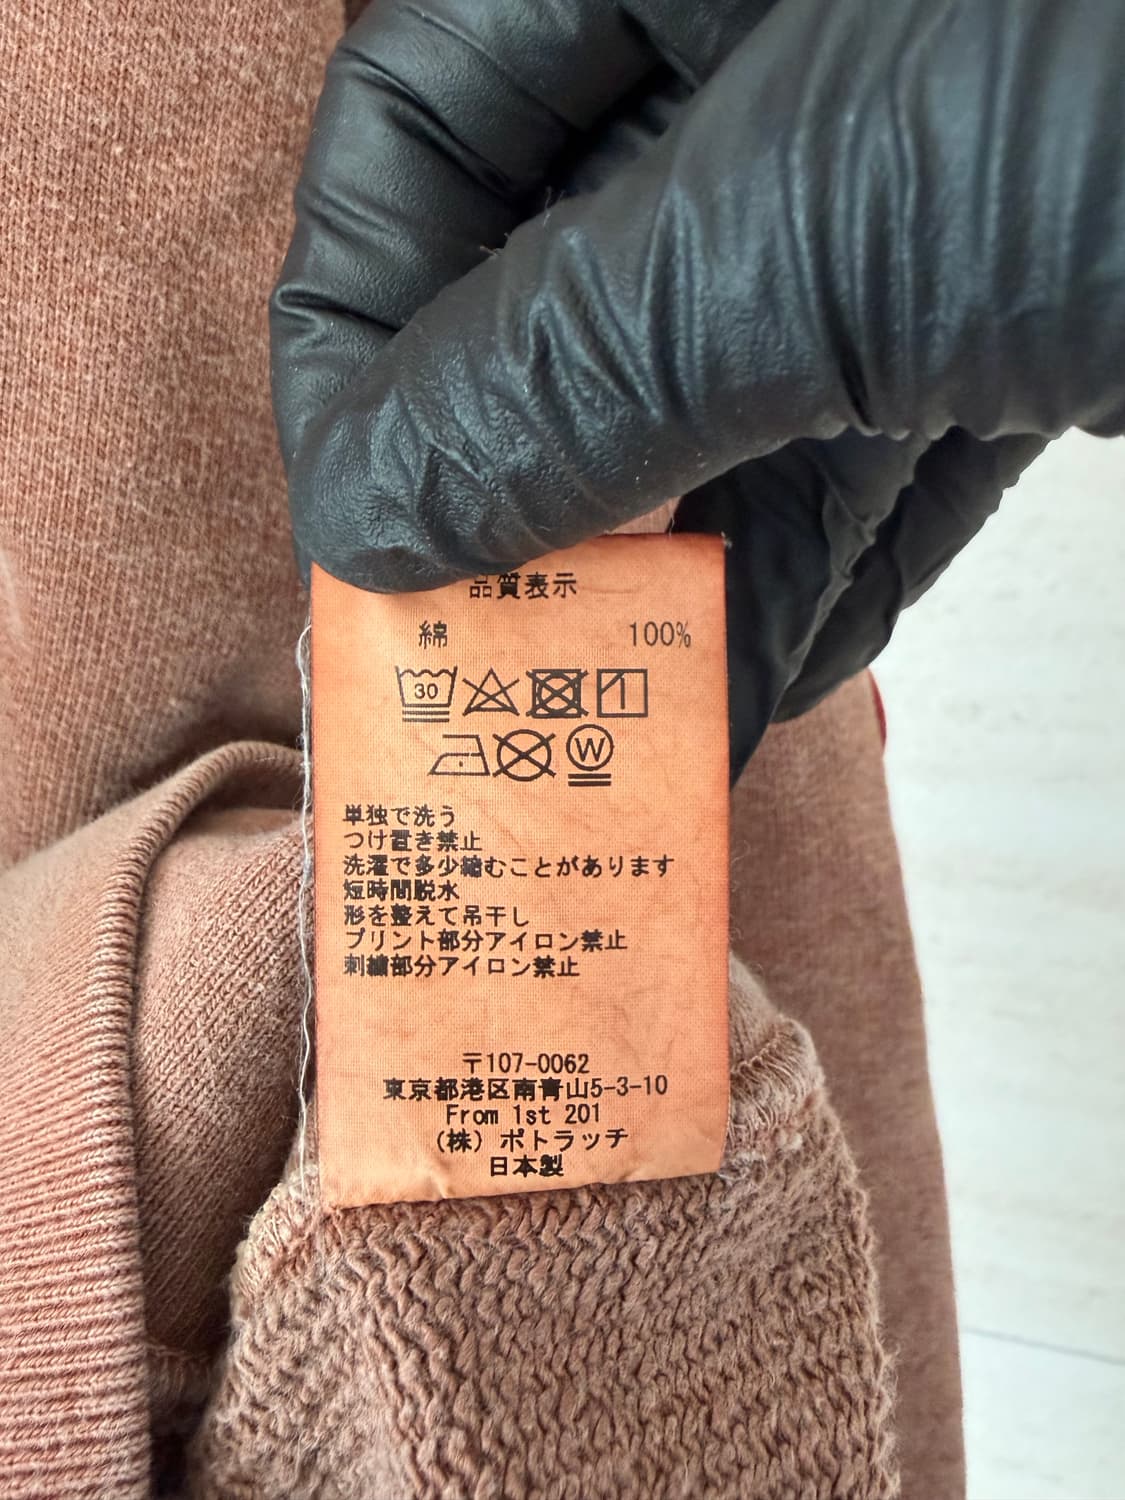 品質表示
綿 100%
30
W
単独で洗う
つけ置き禁止
洗濯で多少縮むことがあります
短時間脱水
形を整えて吊干し
プリント部分アイロン禁止
刺繍部分アイロン禁止
〒107-0062
東京都港区南青山5-3-10
From 1st 201
(株) ポトラッチ
日本製